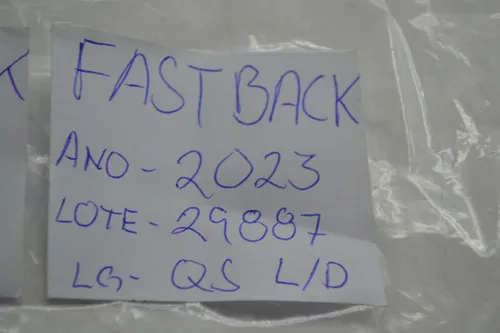 FASTBACK
ANO - 2023
LOTE - 29887
LG - QS L/D